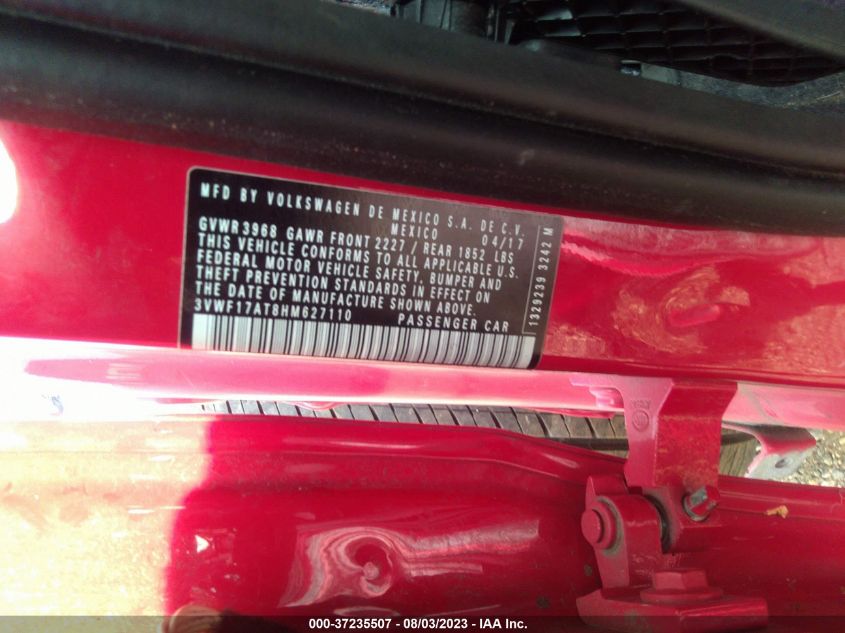 MFD BY VOLKSWAGEN DE MEXICO S.A. DE C.V.
MEXICO 04/17
GVWR 3968 GAWR FRONT 2227 / REAR 1852 LBS
THIS VEHICLE CONFORMS TO ALL APPLICABLE U.S.
FEDERAL MOTOR VEHICLE SAFETY, BUMPER AND
THEFT PREVENTION STANDARDS IN EFFECT ON
THE DATE OF MANUFACTURE SHOWN ABOVE.
3VWF17AT8HM627110 PASSENGER CAR
1329239 3242 M
000-37235507 - 08/03/2023 - IAA Inc.